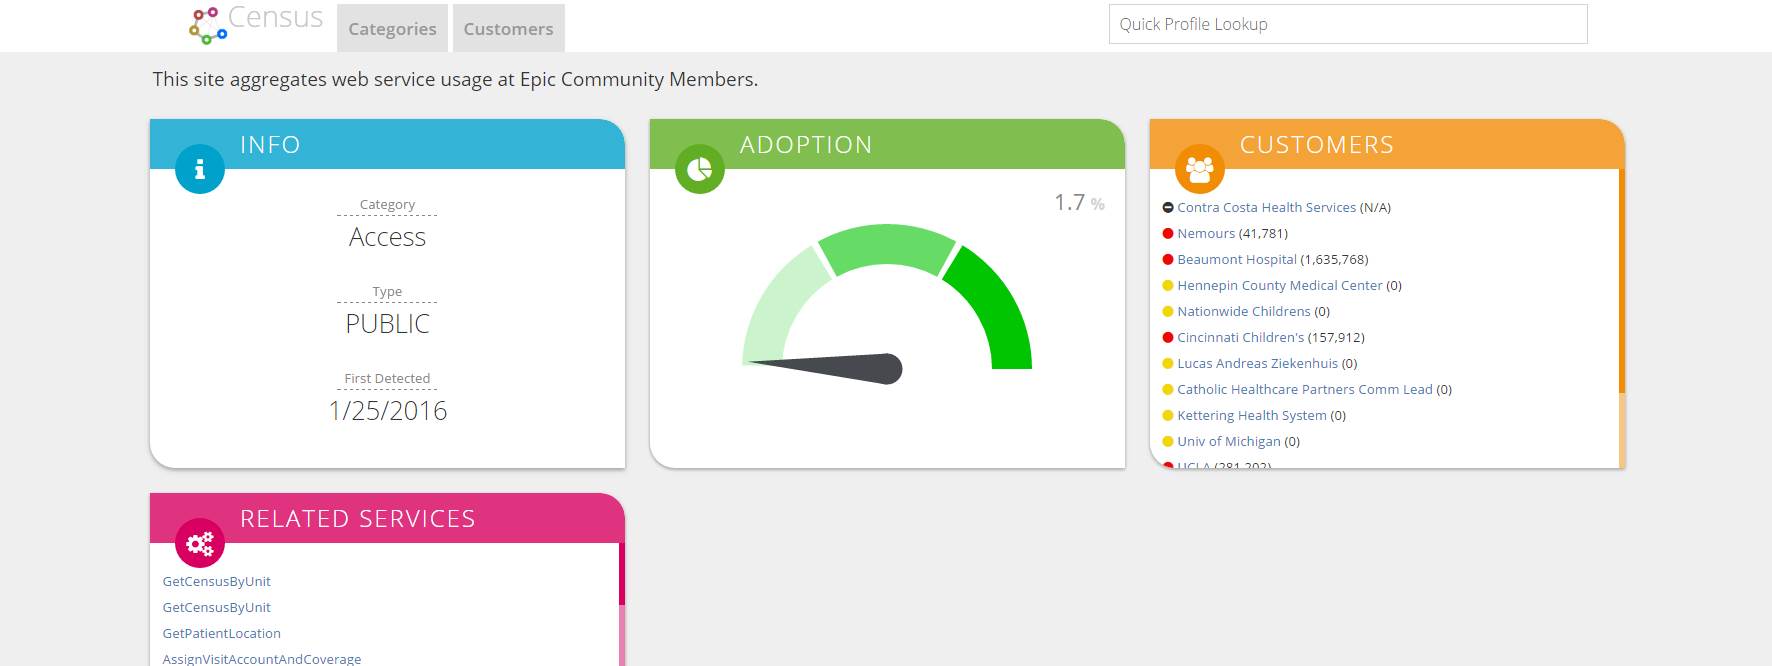 Census
Categories
Customers
Quick Profile Lookup
This site aggregates web service usage at Epic Community Members.
INFO
Category
Access
Type
PUBLIC
First Detected
1/25/2016
ADOPTION
1.7 %
CUSTOMERS
Contra Costa Health Services (N/A)
Nemours (41,781)
Beaumont Hospital (1,635,768)
Hennepin County Medical Center (0)
Nationwide Childrens (0)
Cincinnati Children's (157,912)
Lucas Andreas Ziekenhuis (0)
Catholic Healthcare Partners Comm Lead (0)
Kettering Health System (0)
Univ of Michigan (0)
UCLA (281,202)
RELATED SERVICES
GetCensusByUnit
GetCensusByUnit
GetPatientLocation
AssignVisitAccountAndCoverage